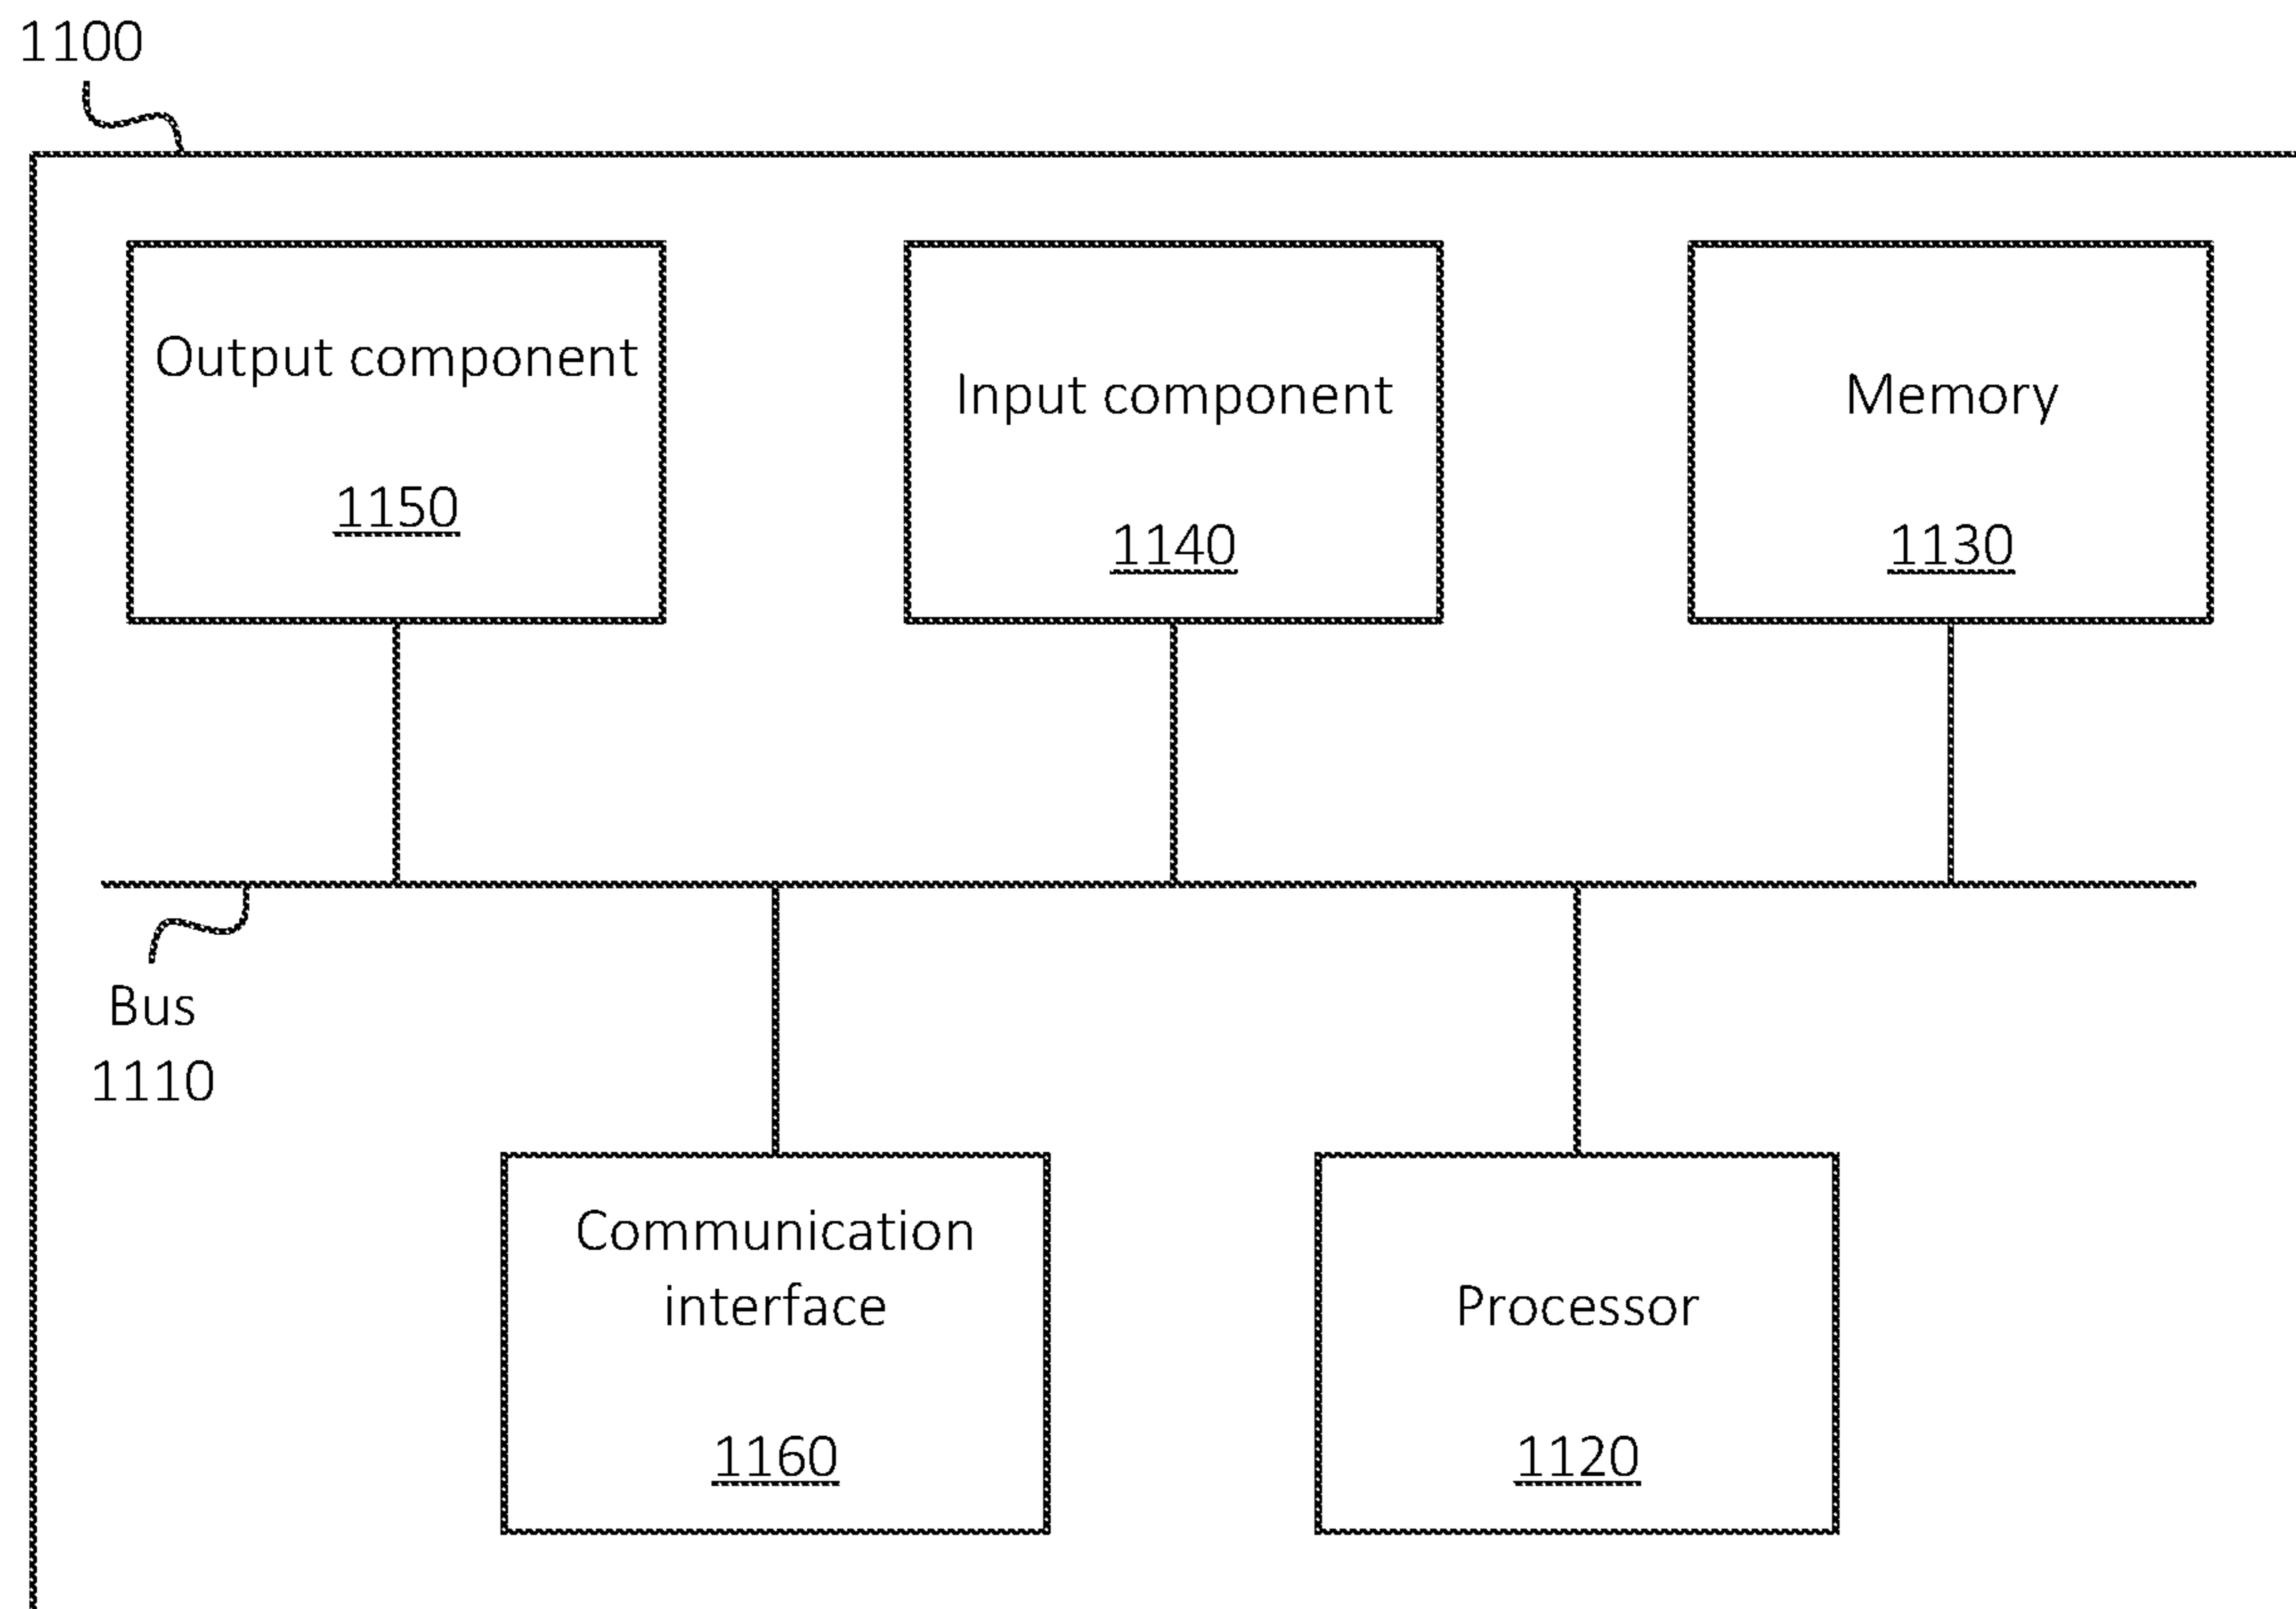 1100
Output component
1150
Input component
1140
Memory
1130
Bus
1110
Communication
interface
1160
Processor
1120